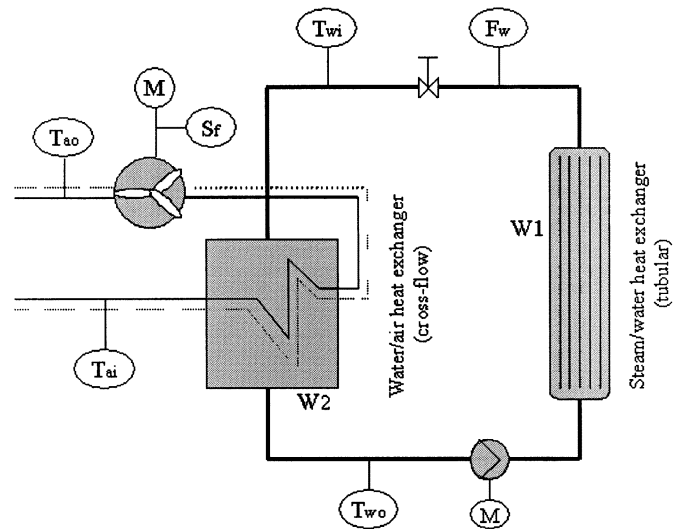 Twi
Fw
M
Sf
Tao
W1
Water/air heat exchanger
(cross-flow)
Steam/water heat exchanger
(tubular)
Tai
W2
Two
M